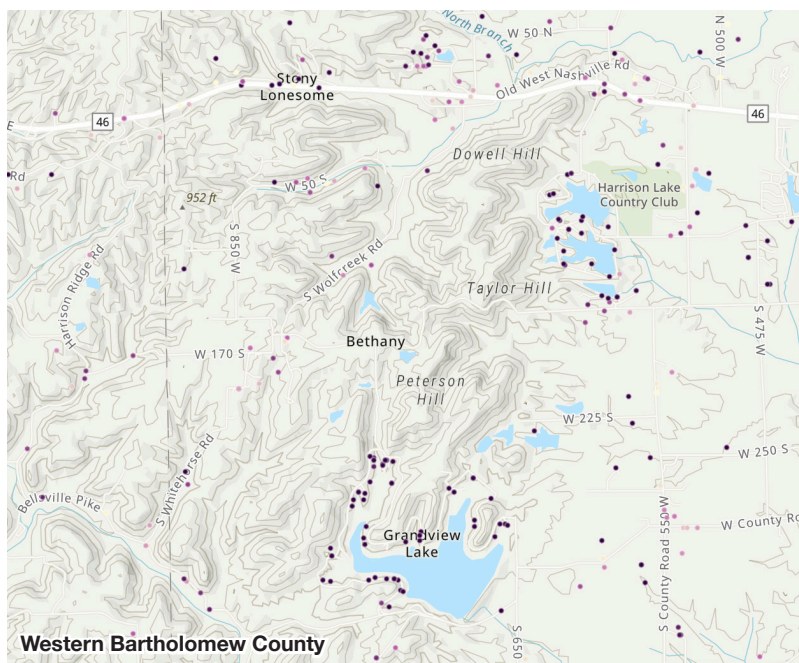 North Branch
W 50 N
N 500 W
Old West Nashville Rd
Stony
Lonesome
46
46
E
Dowell Hill
Rd
W 50 S
Harrison Lake
Country Club
952 ft
S 850 W
S Wolfcreek Rd
Harrison Ridge Rd
Taylor Hill
S 475 W
Bethany
W 170 S
Peterson
Hill
W 225 S
W 250 S
S Whitehorse Rd
Bellsville Pike
S County Road 550 W
W County Ro
Grandview
Lake
S 650
Western Bartholomew County